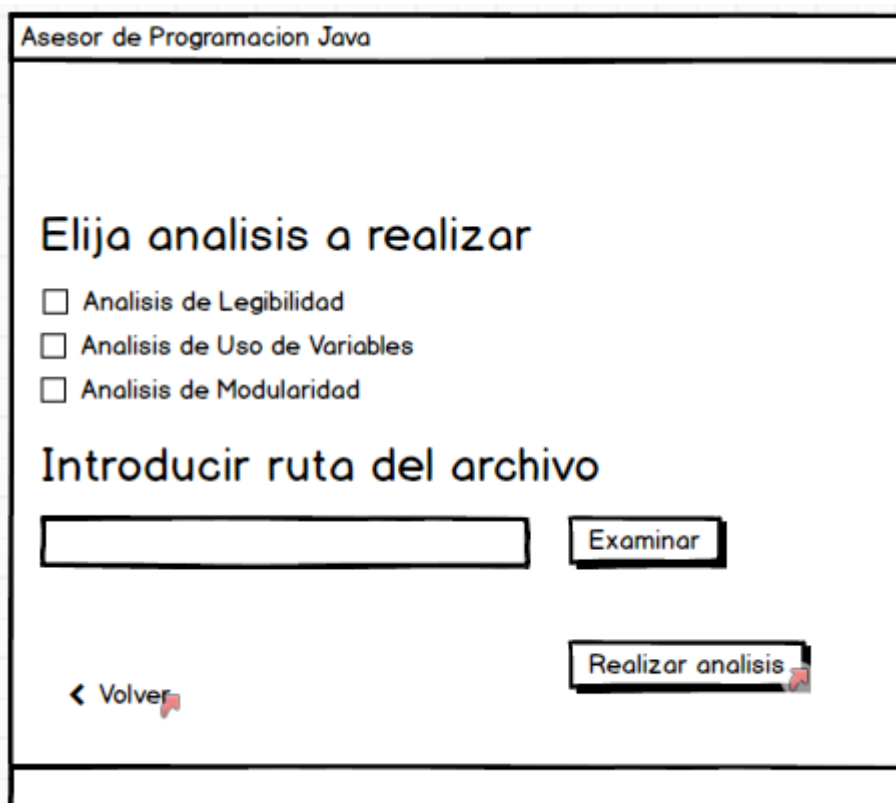 Asesor de Programacion Java
Elija analisis a realizar
Analisis de Legibilidad
Analisis de Uso de Variables
Analisis de Modularidad
Introducir ruta del archivo
Examinar
Realizar analisis
Volver